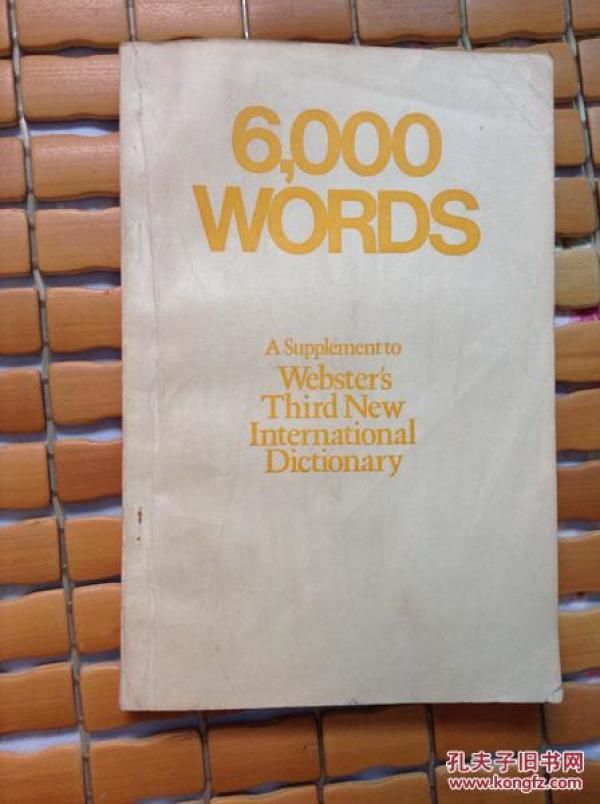 6,000
WORDS
A Supplement to
Webster's
Third New
International
Dictionary
孔夫子旧书网
www.kongfz.com